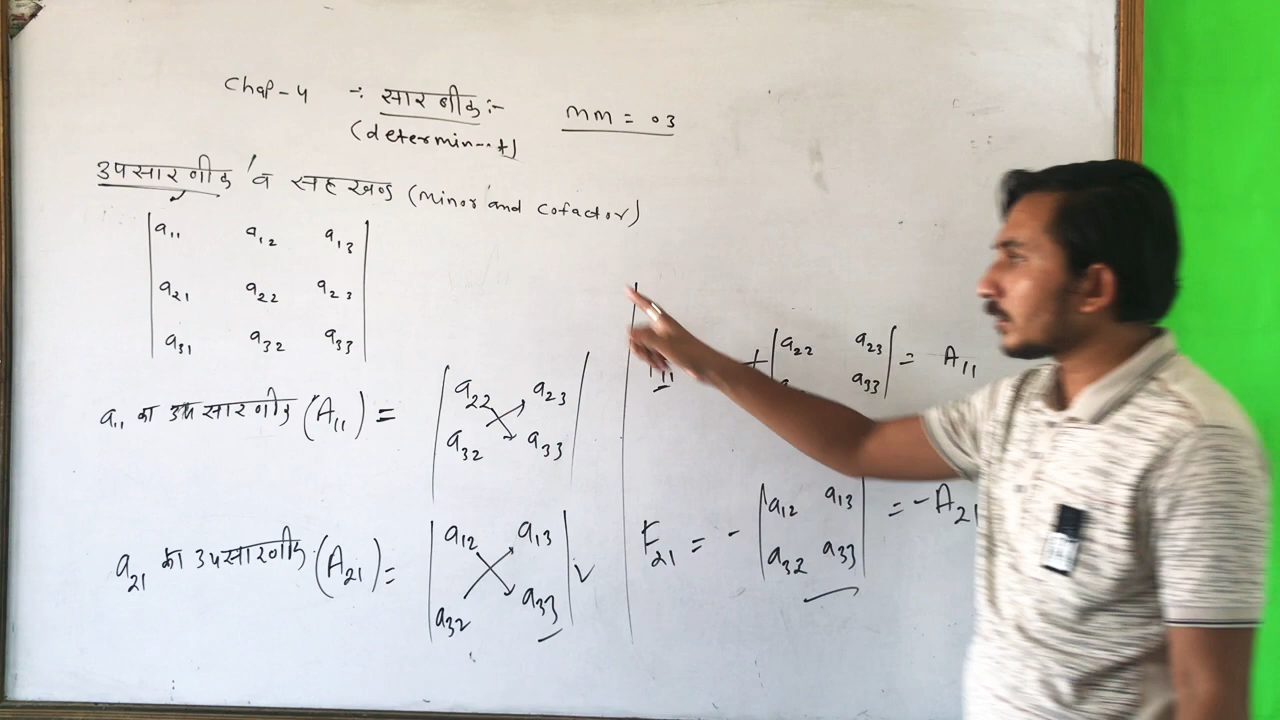 Chap-4 -: सारणीक :- MM = 03
(determin--t)
उपसारणीक व सहखण्ड (minor and cofactor)
a11 a12 a13
a21 a22 a23
a31 a32 a33
a11 का उपसारणीक (A11) =
a22 a23
a32 a33
a21 का उपसारणीक (A21) =
a12 a13
a32 a33
11 + a22 a23 = A11
a33
F21 = - a12 a13 = -A21
a32 a33